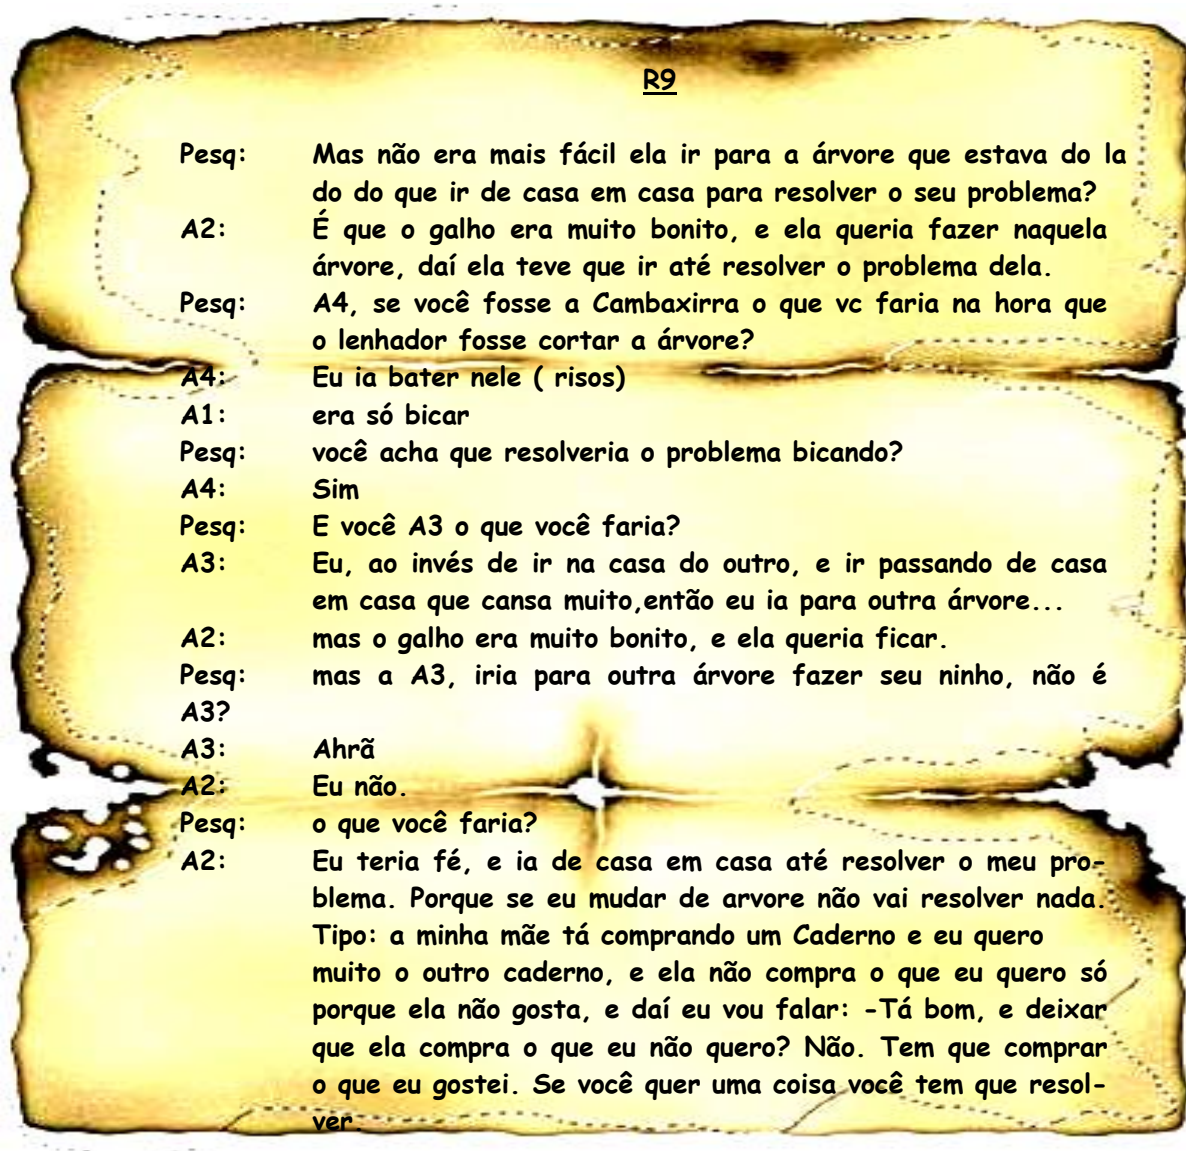 R9
Pesq: Mas não era mais fácil ela ir para a árvore que estava do la
do do que ir de casa em casa para resolver o seu problema?
A2: É que o galho era muito bonito, e ela queria fazer naquela
árvore, daí ela teve que ir até resolver o problema dela.
Pesq: A4, se você fosse a Cambaxirra o que vc faria na hora que
o lenhador fosse cortar a árvore?
A4: Eu ia bater nele ( risos)
A1: era só bicar
Pesq: você acha que resolveria o problema bicando?
A4: Sim
Pesq: E você A3 o que você faria?
A3: Eu, ao invés de ir na casa do outro, e ir passando de casa
em casa que cansa muito,então eu ia para outra árvore...
A2: mas o galho era muito bonito, e ela queria ficar.
Pesq: mas a A3, iria para outra árvore fazer seu ninho, não é
A3?
A3: Ahrã
A2: Eu não.
Pesq: o que você faria?
A2: Eu teria fé, e ia de casa em casa até resolver o meu pro-
blema. Porque se eu mudar de arvore não vai resolver nada.
Tipo: a minha mãe tá comprando um Caderno e eu quero
muito o outro caderno, e ela não compra o que eu quero só
porque ela não gosta, e daí eu vou falar: -Tá bom, e deixar
que ela compra o que eu não quero? Não. Tem que comprar
o que eu gostei. Se você quer uma coisa você tem que resol-
ver.